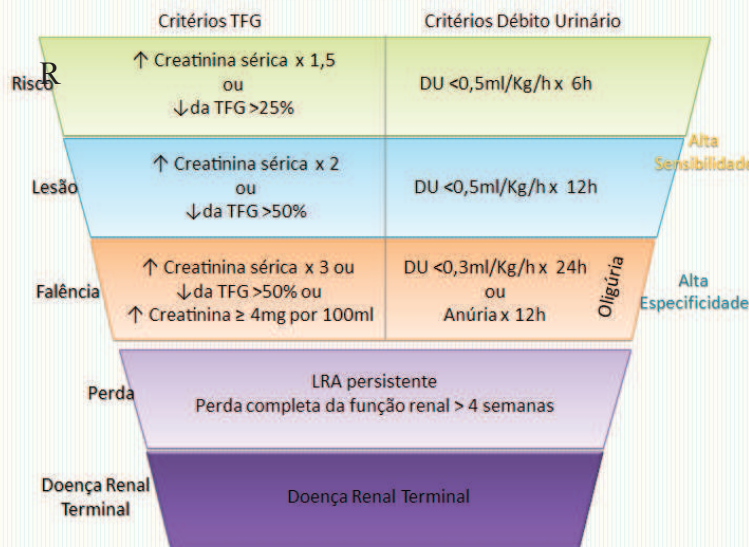 Critérios TFG
Critérios Débito Urinário
R
Risco
↑ Creatinina sérica x 1,5
ou
↓da TFG >25%
DU <0,5ml/Kg/h x 6h
Alta
Sensibilidade
Lesão
↑ Creatinina sérica x 2
ou
↓da TFG >50%
DU <0,5ml/Kg/h x 12h
Falência
↑ Creatinina sérica x 3 ou
↓da TFG >50% ou
↑ Creatinina ≥ 4mg por 100ml
DU <0,3ml/Kg/h x 24h
ou
Anúria x 12h
Oligúria
Alta
Especificidade
Perda
LRA persistente
Perda completa da função renal > 4 semanas
Doença Renal
Terminal
Doença Renal Terminal